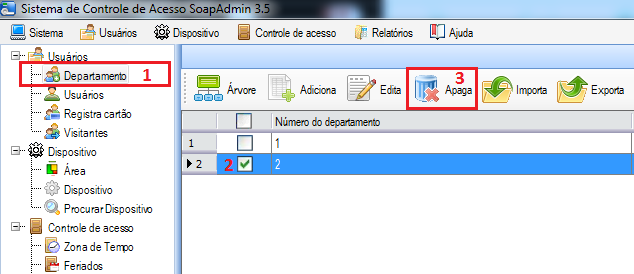 Sistema de Controle de Acesso SoapAdmin 3.5
Sistema Usuários Dispositivo Controle de acesso Relatórios Ajuda
Usuários
Departamento 1
Usuários
Registra cartão
Visitantes
Dispositivo
Área
Dispositivo
Procurar Dispositivo
Controle de acesso
Zona de Tempo
Feriados
3
Árvore Adiciona Edita Apaga Importa Exporta
Número do departamento
1 1
2 2 2